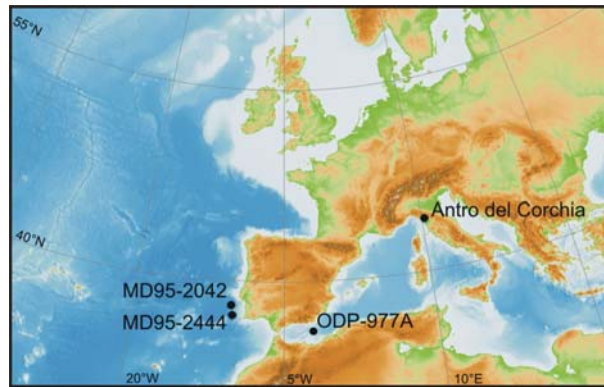 55°N
Antro del Corchia
40°N
MD95-2042
MD95-2444
ODP-977A
20°W
5°W
10°E